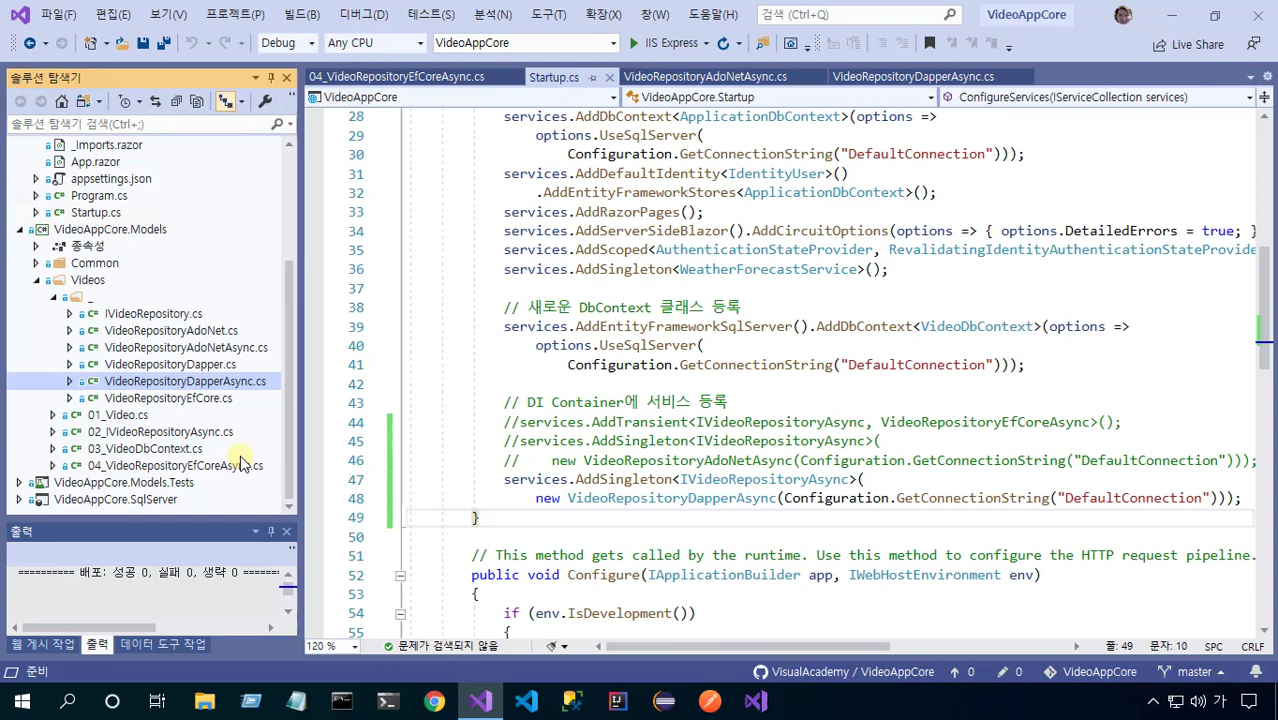 파일(F) 편집(E) 보기(V) 프로젝트(P) 빌드(B) 디버그(D) 테스트(S) 분석(N) 도구(T) 확장(X) 창(W) 도움말(H) 검색 (Ctrl+Q) VideoAppCore
Debug Any CPU VideoAppCore IIS Express Live Share
솔루션 탐색기
솔루션 탐색기 검색(Ctrl+;)
_Imports.razor
App.razor
appsettings.json
Program.cs
Startup.cs
VideoAppCore.Models
종속성
Common
Videos
_
IVideoRepository.cs
VideoRepositoryAdoNet.cs
VideoRepositoryAdoNetAsync.cs
VideoRepositoryDapper.cs
VideoRepositoryDapperAsync.cs
VideoRepositoryEfCore.cs
01_Video.cs
02_IVideoRepositoryAsync.cs
03_VideoDbContext.cs
04_VideoRepositoryEfCoreAsync.cs
VideoAppCore.Models.Tests
VideoAppCore.SqlServer
출력
========== 배포: 성공 0, 실패 0, 생략 0 =======
웹 게시 작업 출력 데이터 도구 작업
04_VideoRepositoryEfCoreAsync.cs Startup.cs VideoRepositoryAdoNetAsync.cs VideoRepositoryDapperAsync.cs
VideoAppCore VideoAppCore.Startup ConfigureServices(IServiceCollection services)
28 services.AddDbContext<ApplicationDbContext>(options =>
29 options.UseSqlServer(
30 Configuration.GetConnectionString("DefaultConnection")));
31 services.AddDefaultIdentity<IdentityUser>()
32 .AddEntityFrameworkStores<ApplicationDbContext>();
33 services.AddRazorPages();
34 services.AddServerSideBlazor().AddCircuitOptions(options => { options.DetailedErrors = true; }
35 services.AddScoped<AuthenticationStateProvider, RevalidatingIdentityAuthenticationStateProvide
36 services.AddSingleton<WeatherForecastService>();
37
38 // 새로운 DbContext 클래스 등록
39 services.AddEntityFrameworkSqlServer().AddDbContext<VideoDbContext>(options =>
40 options.UseSqlServer(
41 Configuration.GetConnectionString("DefaultConnection")));
42
43 // DI Container에 서비스 등록
44 //services.AddTransient<IVideoRepositoryAsync, VideoRepositoryEfCoreAsync>();
45 //services.AddSingleton<IVideoRepositoryAsync>(
46 // new VideoRepositoryAdoNetAsync(Configuration.GetConnectionString("DefaultConnection")));
47 services.AddSingleton<IVideoRepositoryAsync>(
48 new VideoRepositoryDapperAsync(Configuration.GetConnectionString("DefaultConnection")));
49 }
50
51 // This method gets called by the runtime. Use this method to configure the HTTP request pipeline.
52 public void Configure(IApplicationBuilder app, IWebHostEnvironment env)
53 {
54 if (env.IsDevelopment())
55 {
120 % 문제가 검색되지 않음 줄: 49 문자: 10 SPC CRLF
준비 VisualAcademy / VideoAppCore 0 0 VideoAppCore master
가